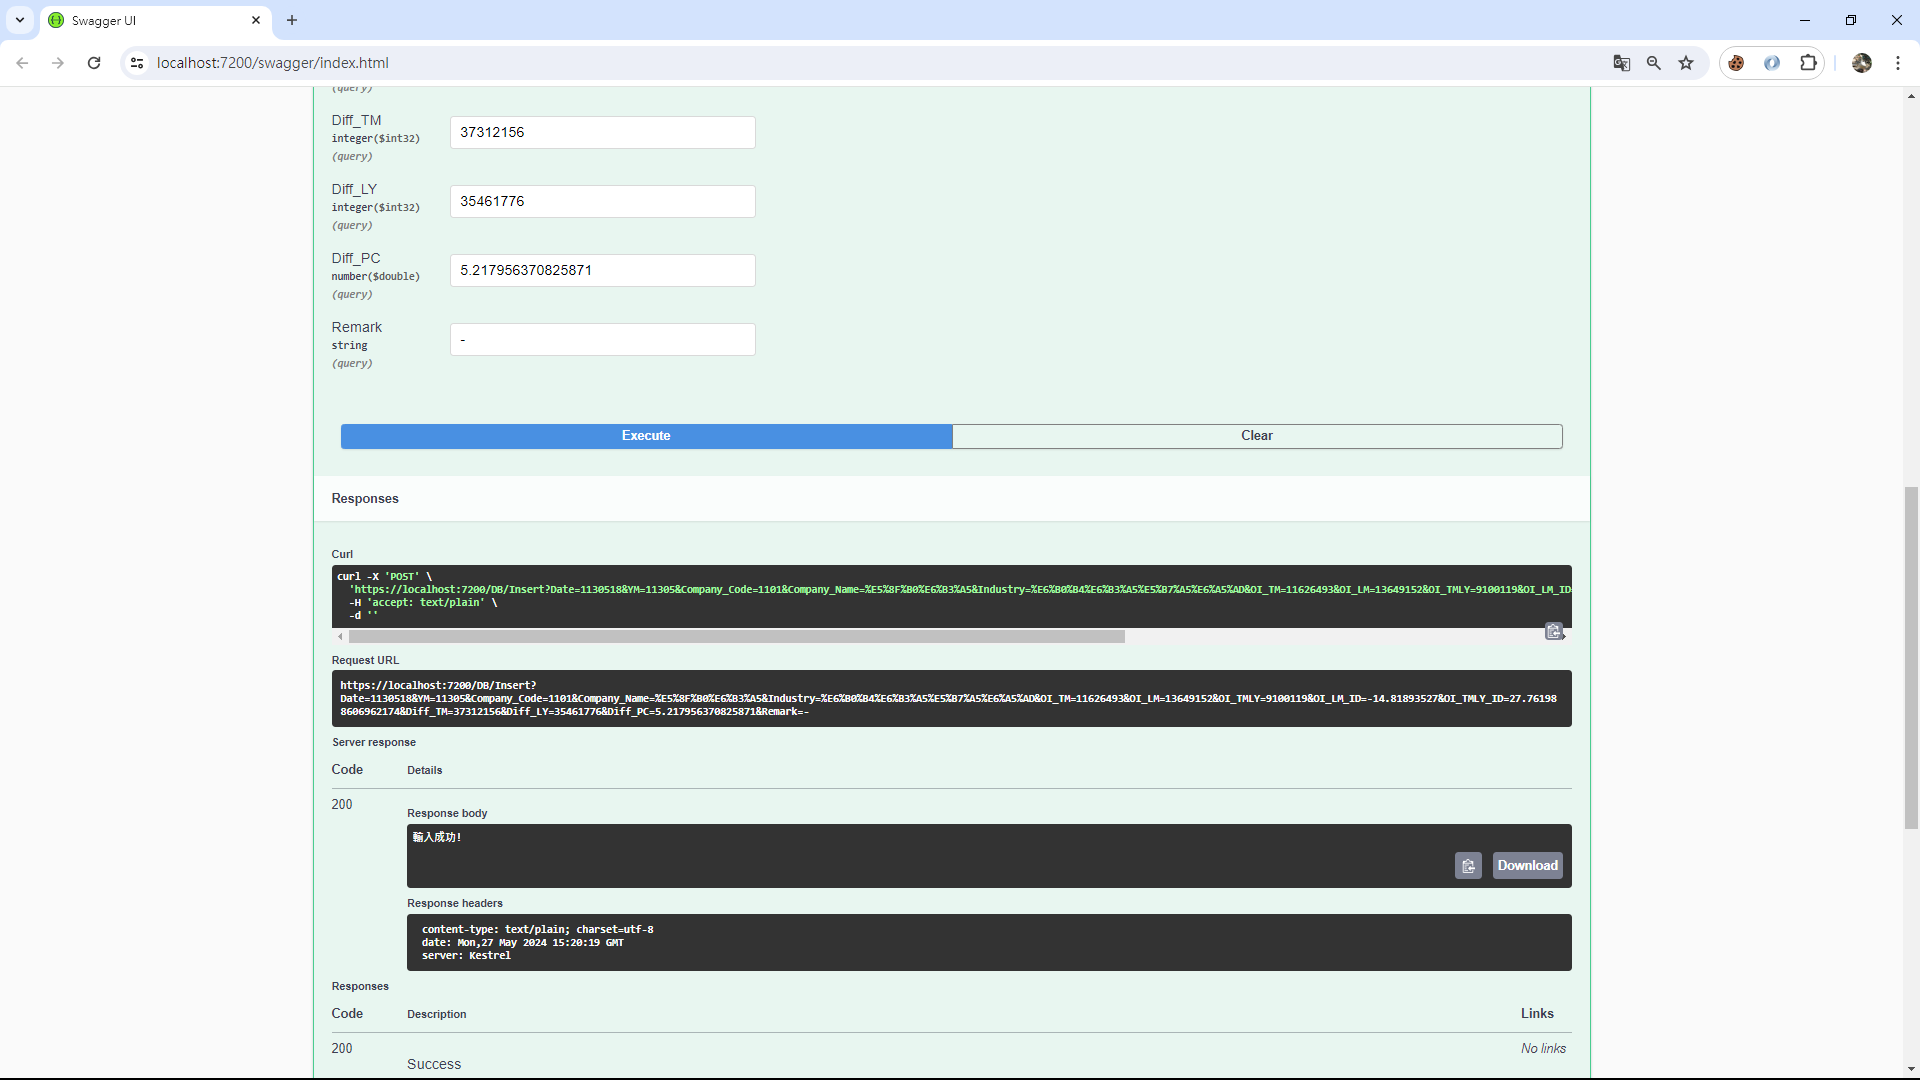 Swagger UI
localhost:7200/swagger/index.html
(query)
Diff_TM
integer($int32)
(query)
37312156
Diff_LY
integer($int32)
(query)
35461776
Diff_PC
number($double)
(query)
5.217956370825871
Remark
string
(query)
-
Execute
Clear
Responses
Curl
curl -X 'POST' \
'https://localhost:7200/DB/Insert?Date=1130518&YM=11305&Company_Code=1101&Company_Name=%E5%8F%B0%E6%B3%A5&Industry=%E6%B0%B4%E6%B3%A5%E5%B7%A5%E6%A5%AD&OI_TM=11626493&OI_LM=13649152&OI_TMLY=9100119&OI_LM_ID=
-H 'accept: text/plain' \
-d ''
Request URL
https://localhost:7200/DB/Insert?
Date=1130518&YM=11305&Company_Code=1101&Company_Name=%E5%8F%B0%E6%B3%A5&Industry=%E6%B0%B4%E6%B3%A5%E5%B7%A5%E6%A5%AD&OI_TM=11626493&OI_LM=13649152&OI_TMLY=9100119&OI_LM_ID=-14.81893527&OI_TMLY_ID=27.76198
8606962174&Diff_TM=37312156&Diff_LY=35461776&Diff_PC=5.217956370825871&Remark=-
Server response
Code
Details
200
Response body
輸入成功!
Download
Response headers
content-type: text/plain; charset=utf-8
date: Mon,27 May 2024 15:20:19 GMT
server: Kestrel
Responses
Code
Description
Links
200
No links
Success